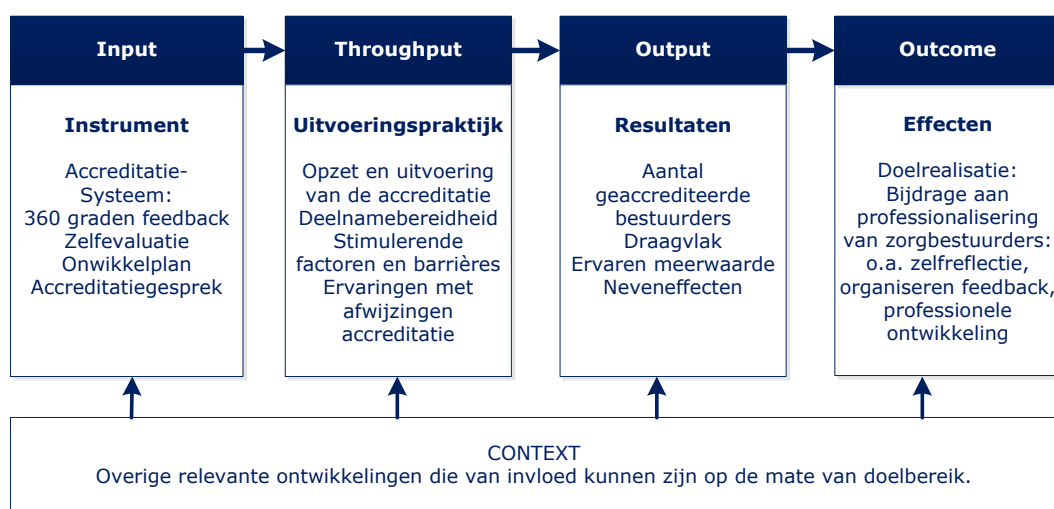 Input
Instrument
Accreditatie-
Systeem:
360 graden feedback
Zelfevaluatie
Onwikkelplan
Accreditatiegesprek
Throughput
Uitvoeringspraktijk
Opzet en uitvoering
van de accreditatie
Deelnamebereidheid
Stimulerende
factoren en barrières
Ervaringen met
afwijzingen
accreditatie
Output
Resultaten
Aantal
geaccrediteerde
bestuurders
Draagvlak
Ervaren meerwaarde
Neveneffecten
Outcome
Effecten
Doelrealisatie:
Bijdrage aan
professionalisering
van zorgbestuurders:
o.a. zelfreflectie,
organiseren feedback,
professionele
ontwikkeling
CONTEXT
Overige relevante ontwikkelingen die van invloed kunnen zijn op de mate van doelbereik.